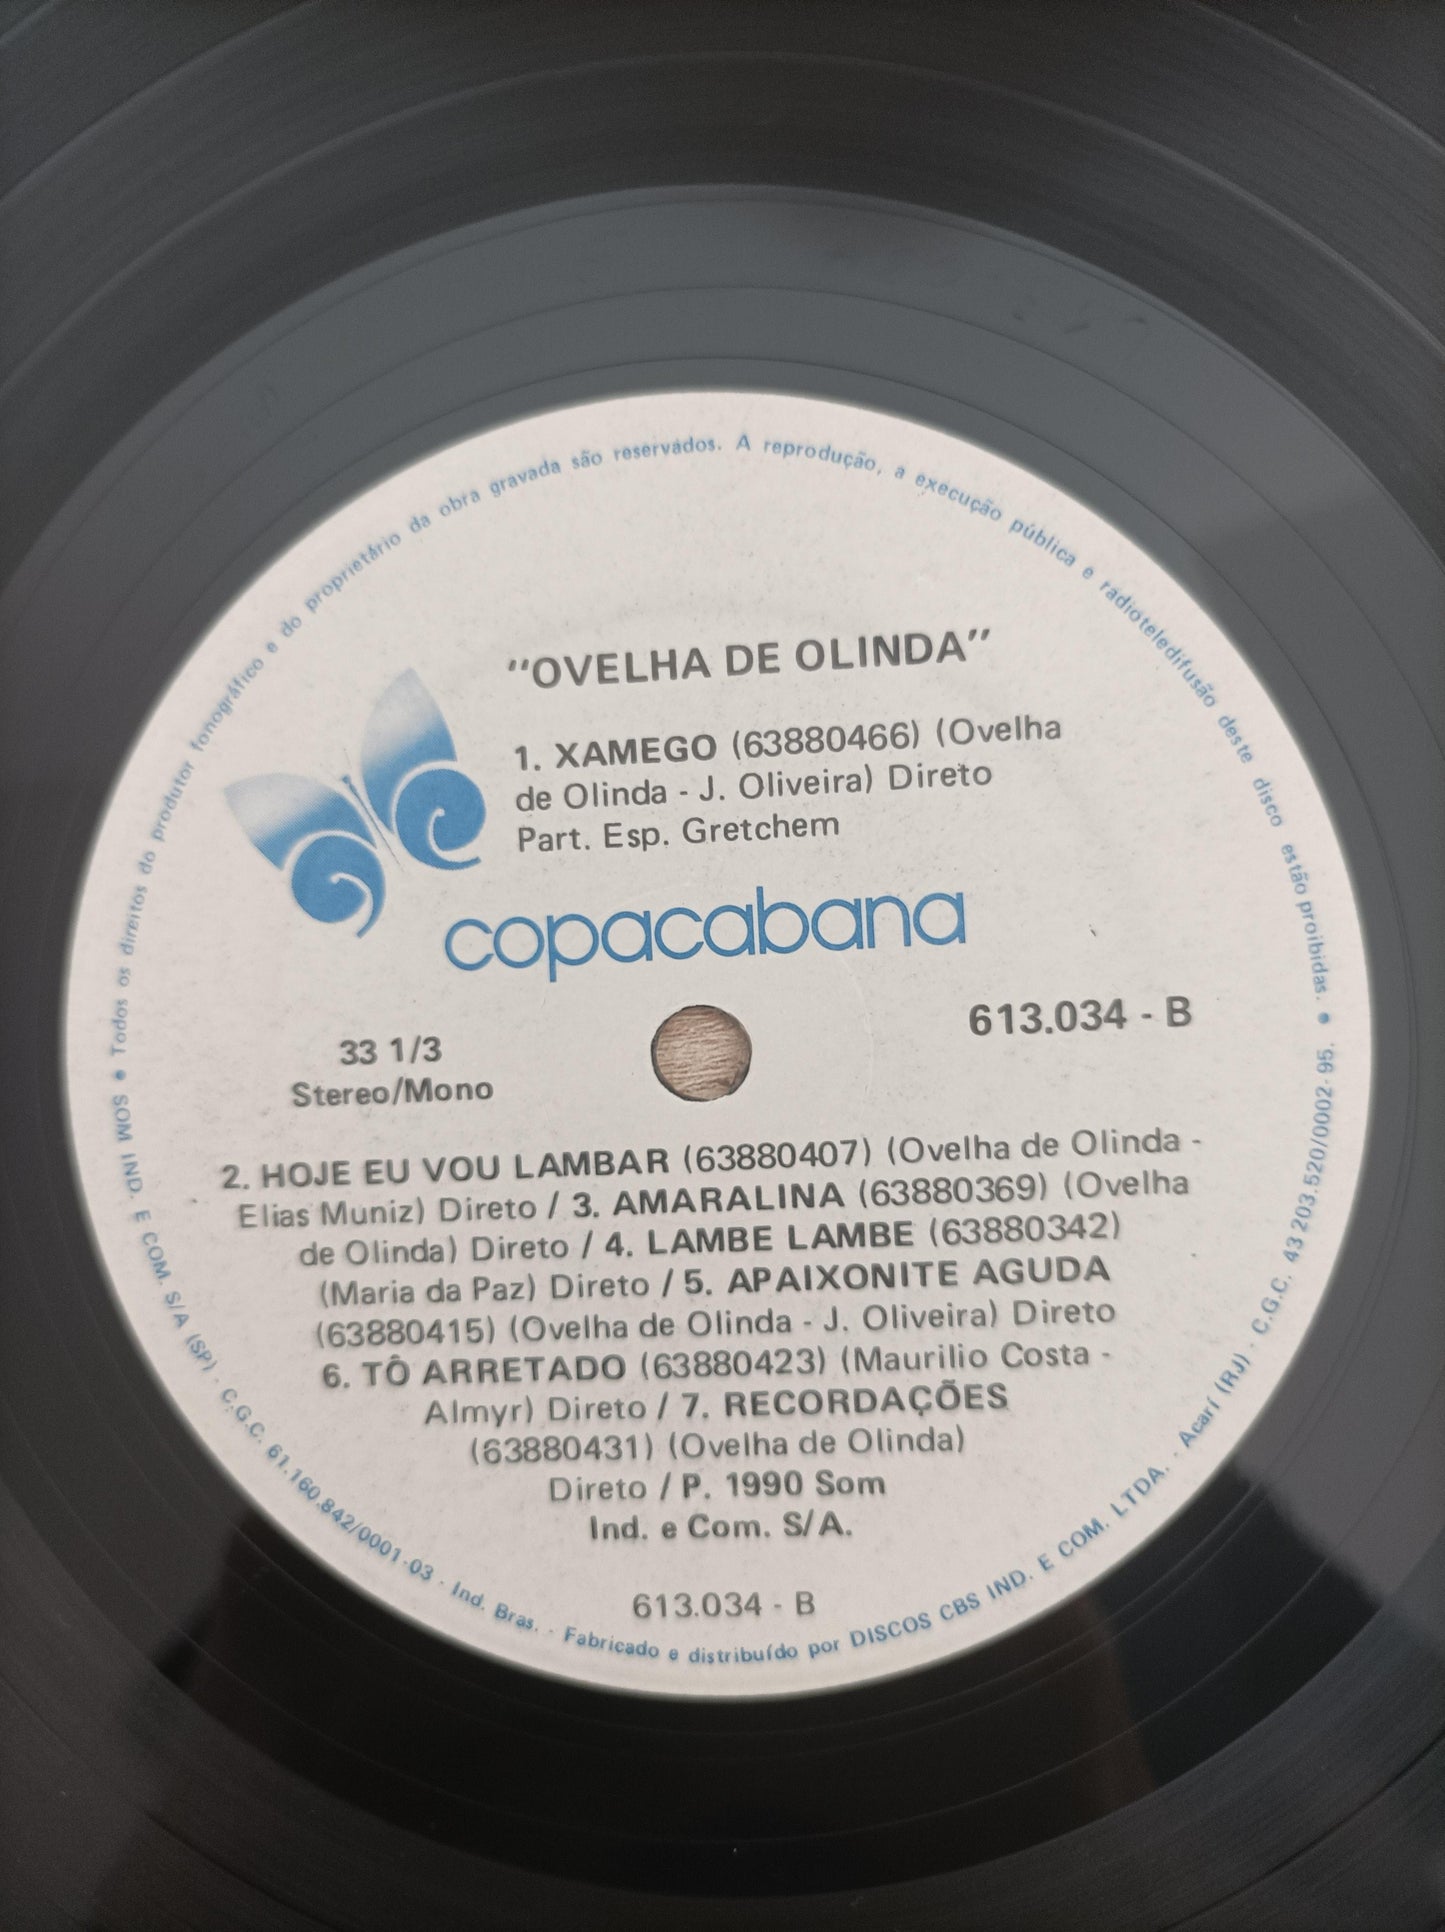 "OVELHA DE OLINDA"
1. XAMEGO (63880466) (Ovelha
de Olinda - J. Oliveira) Direto
Part. Esp. Gretchem
copacabana
613.034 - B
33 1/3
Stereo/Mono
2. HOJE EU VOU LAMBAR (63880407) (Ovelha de Olinda -
Elias Muniz) Direto / 3. AMARALINA (63880369) (Ovelha
de Olinda) Direto / 4. LAMBE LAMBE (63880342)
(Maria da Paz) Direto / 5. APAIXONITE AGUDA
(63880415) (Ovelha de Olinda - J. Oliveira) Direto
6. TÔ ARRETADO (63880423) (Maurilio Costa -
Almyr) Direto / 7. RECORDAÇÕES
(63880431) (Ovelha de Olinda)
Direto / P. 1990 Som
Ind. e Com. S/A.
613.034 - B
• Todos os direitos do produtor fonográfico e do proprietário da obra gravada são reservados. A reprodução, a execução pública e radioteledifusão deste disco estão proibidas. •
SOM IND. E COM. S/A (SP) - C.G.C. 61.160.842/0001-03 - Ind. Bras. - Fabricado e distribuído por DISCOS CBS IND. E COM. LTDA. - Acarí (RJ) - C.G.C. 43 203.520/0002-95.